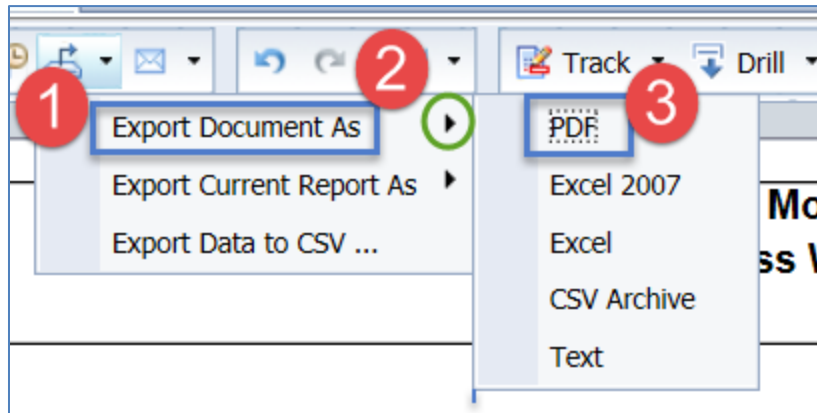 Track
Drill
1
2
3
Export Document As
Export Current Report As
Export Data to CSV ...
PDF
Excel 2007
Excel
CSV Archive
Text
Mo
ss